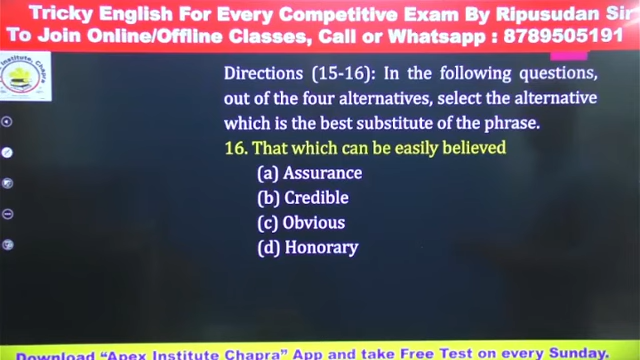 Tricky English For Every Competitive Exam By Ripusudan Sir
To Join Online/Offline Classes, Call or Whatsapp : 8789505191
Institute, Chapra
Directions (15-16): In the following questions,
out of the four alternatives, select the alternative
which is the best substitute of the phrase.
16. That which can be easily believed
(a) Assurance
(b) Credible
(c) Obvious
(d) Honorary
Download "Apex Institute Chapra" App and take Free Test on every Sunday.